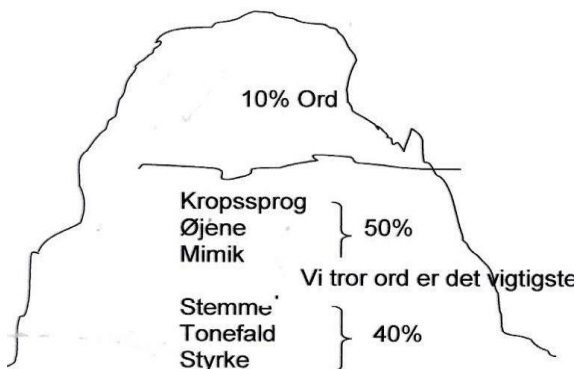 10% Ord
Kropssprog
Øjene
Mimik
50%
Vi tror ord er det vigtigste
Stemme
Tonefald
Styrke
40%